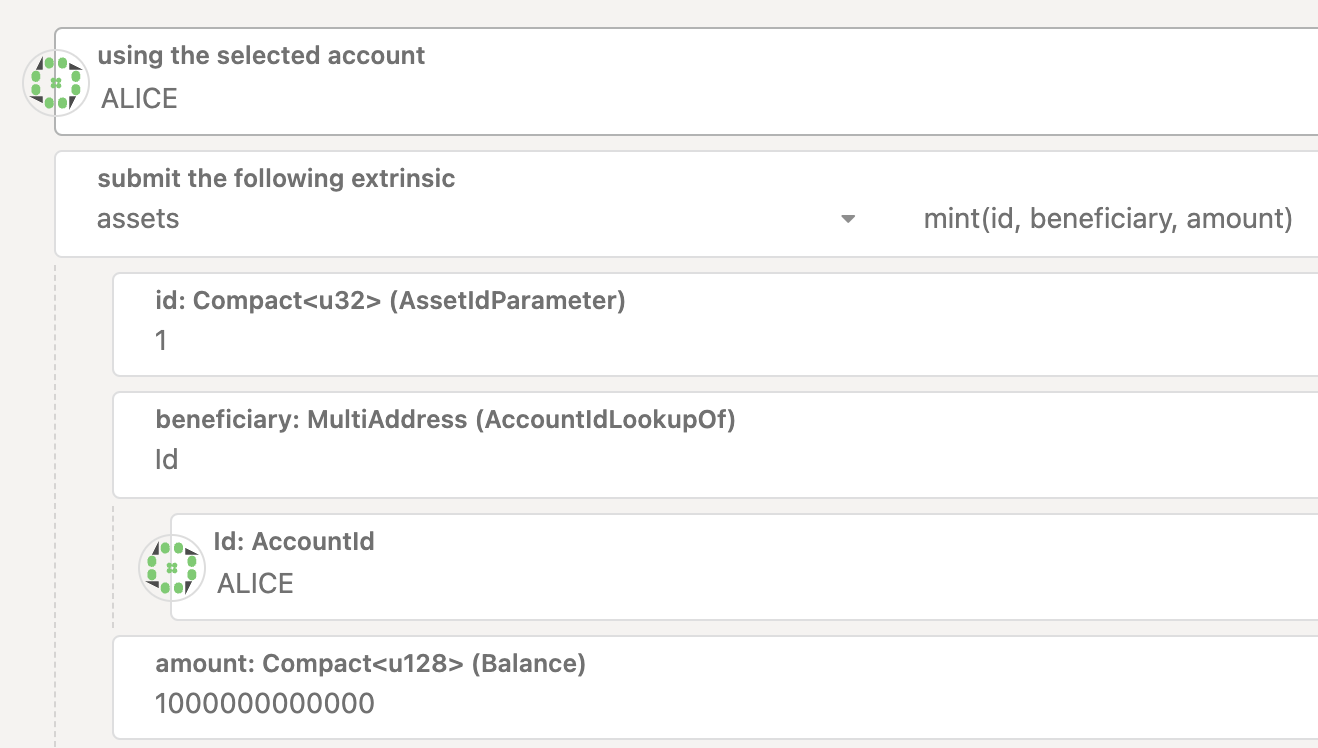 using the selected account
ALICE
submit the following extrinsic
assets
mint(id, beneficiary, amount)
id: Compact<u32> (AssetIdParameter)
1
beneficiary: MultiAddress (AccountIdLookupOf)
Id
Id: AccountId
ALICE
amount: Compact<u128> (Balance)
1000000000000